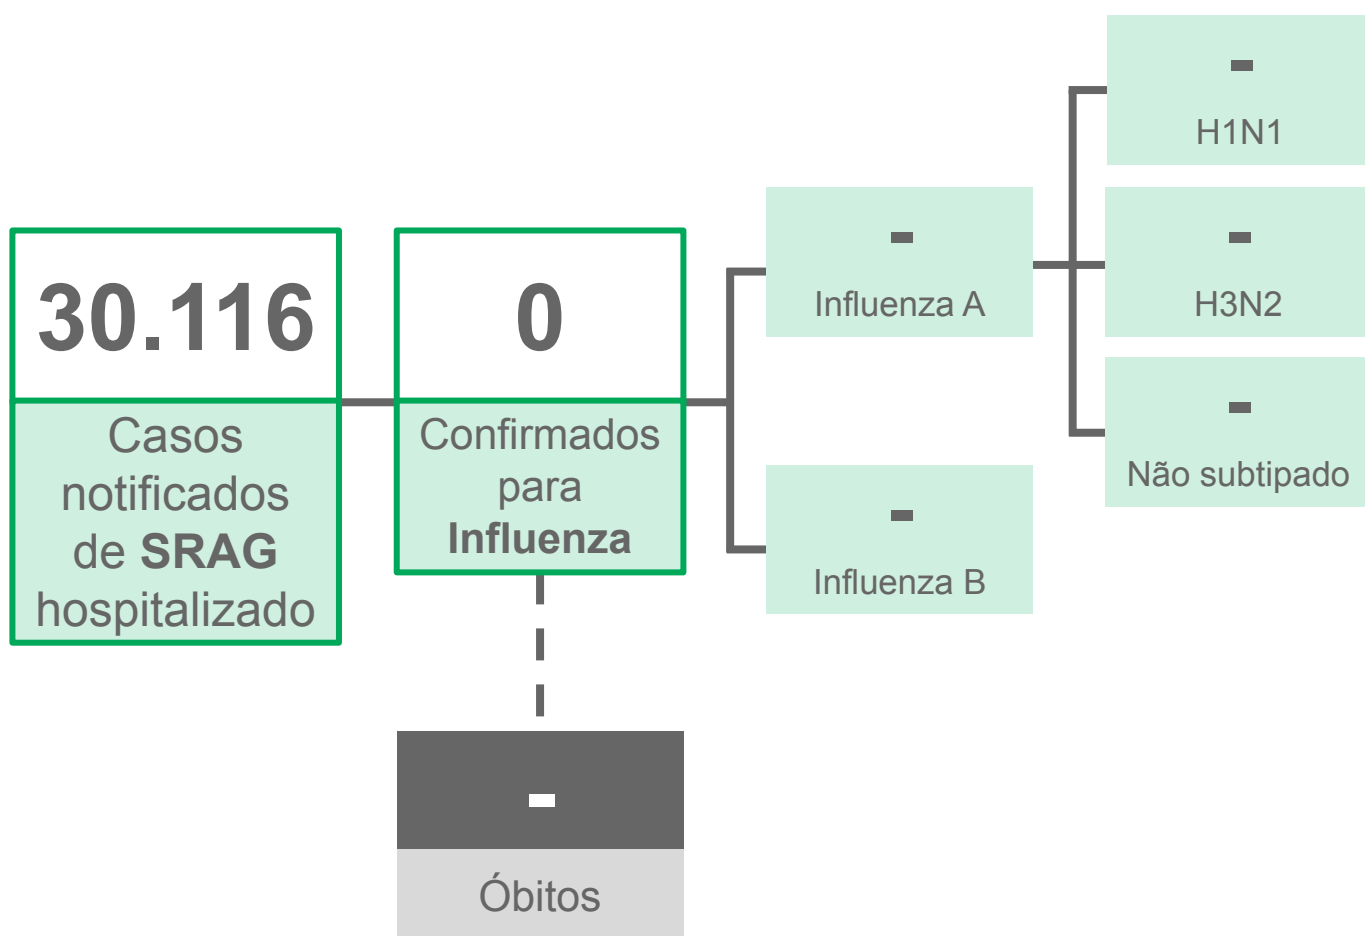 30.116
Casos
notificados
de SRAG
hospitalizado
0
Confirmados
para
Influenza
-
Óbitos
-
Influenza A
-
Influenza B
-
H1N1
-
H3N2
-
Não subtipado